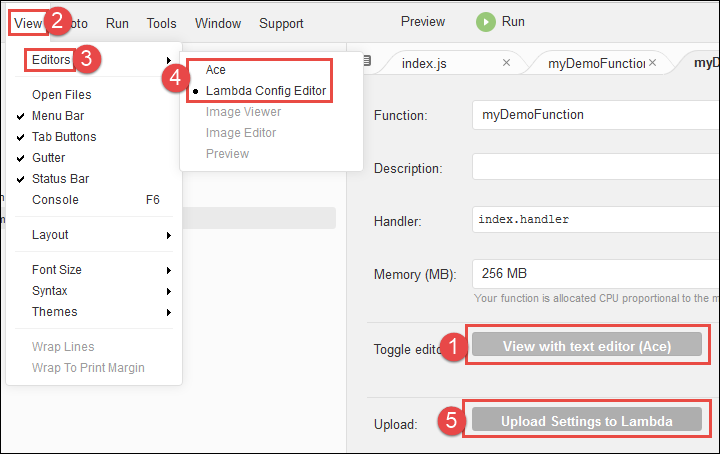 View 2 Goto Run Tools Window Support Preview Run
Editors 3
4
Ace
Lambda Config Editor
Image Viewer
Image Editor
Preview
Open Files
Menu Bar
Tab Buttons
Gutter
Status Bar
Console F6
Layout
Font Size
Syntax
Themes
Wrap Lines
Wrap To Print Margin
index.js × myDemoFunction × myD
Function: myDemoFunction
Description:
Handler: index.handler
Memory (MB): 256 MB
Your function is allocated CPU proportional to the m
Toggle edito 1 View with text editor (Ace)
Upload: 5 Upload Settings to Lambda